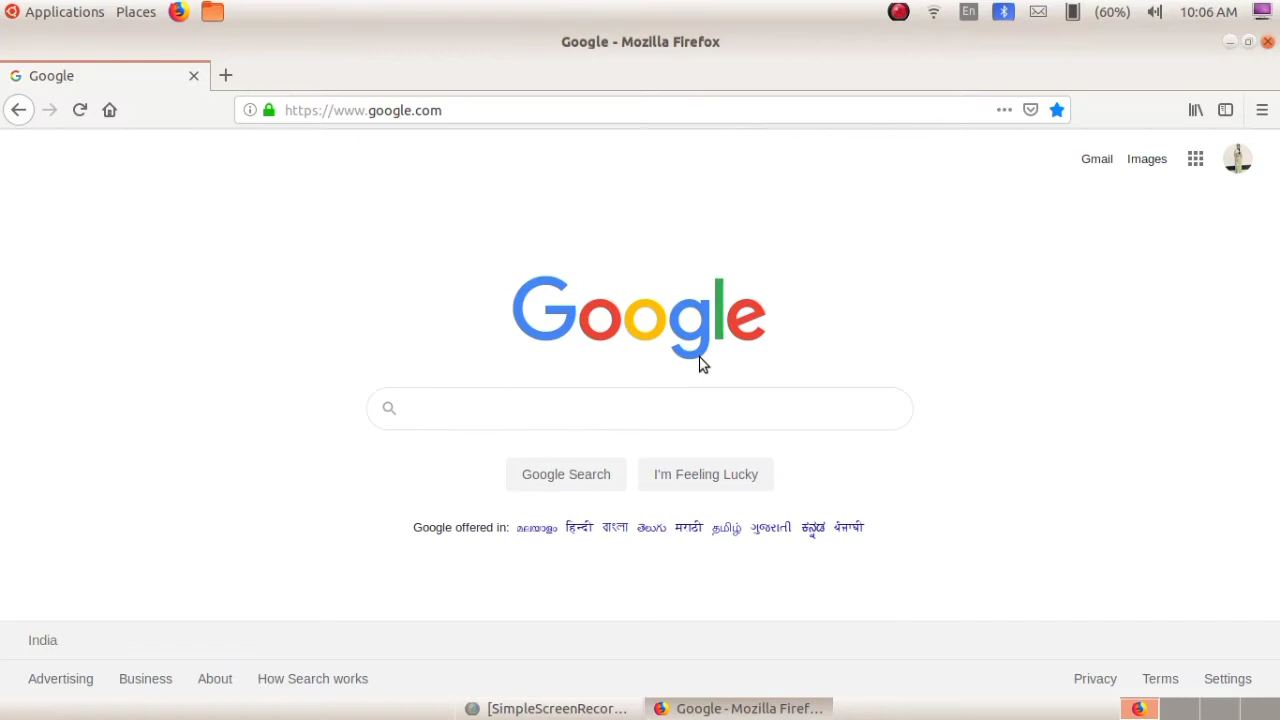 Applications Places En (60%) 10:06 AM
Google - Mozilla Firefox
Google
https://www.google.com
Gmail Images
Google
Google Search I'm Feeling Lucky
Google offered in: മലയാളം हिन्दी বাংলা తెలుగు मराठी தமிழ் ગુજરાતી ಕನ್ನಡ ਪੰਜਾਬੀ
India
Advertising Business About How Search works Privacy Terms Settings
[SimpleScreenRecor... Google - Mozilla Firef...